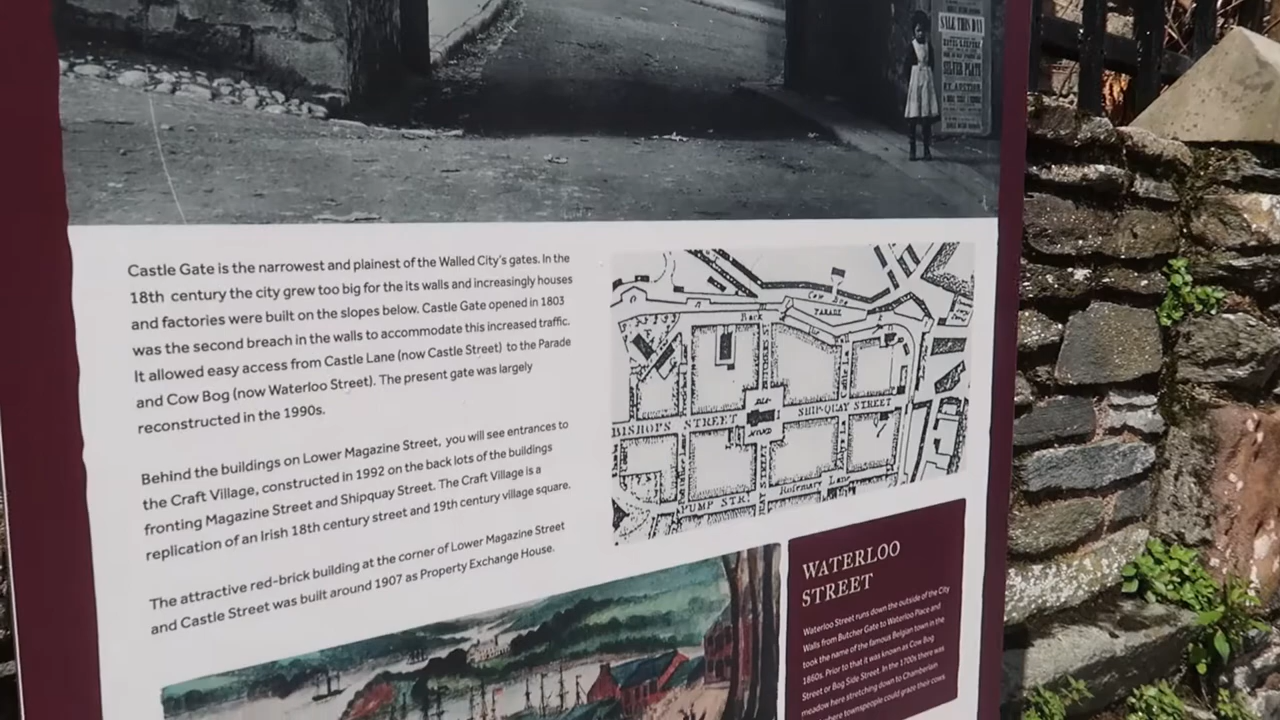 SALE THIS DAY
SILVER PLATE
Castle Gate is the narrowest and plainest of the Walled City's gates. In the
18th century the city grew too big for the its walls and increasingly houses
and factories were built on the slopes below. Castle Gate opened in 1803
was the second breach in the walls to accommodate this increased traffic.
It allowed easy access from Castle Lane (now Castle Street) to the Parade
and Cow Bog (now Waterloo Street). The present gate was largely
reconstructed in the 1990s.
Behind the buildings on Lower Magazine Street, you will see entrances to
the Craft Village, constructed in 1992 on the back lots of the buildings
fronting Magazine Street and Shipquay Street. The Craft Village is a
replication of an Irish 18th century street and 19th century village square.
The attractive red-brick building at the corner of Lower Magazine Street
and Castle Street was built around 1907 as Property Exchange House.
Cow Bog
PARADE
Back
SHIP-QUAY STREET
BISHOPS STREET
Rosemary Lane
PUMP STR.
WATERLOO
STREET
Waterloo Street runs down the outside of the City
Walls from Butcher Gate to Waterloo Place and
took the name of the famous Belgian town in the
1860s. Prior to that it was known as Cow Bog
Street or Bog Side Street. In the 1700s there was
meadow here stretching down to Chamberlain
where townspeople could graze their cows.